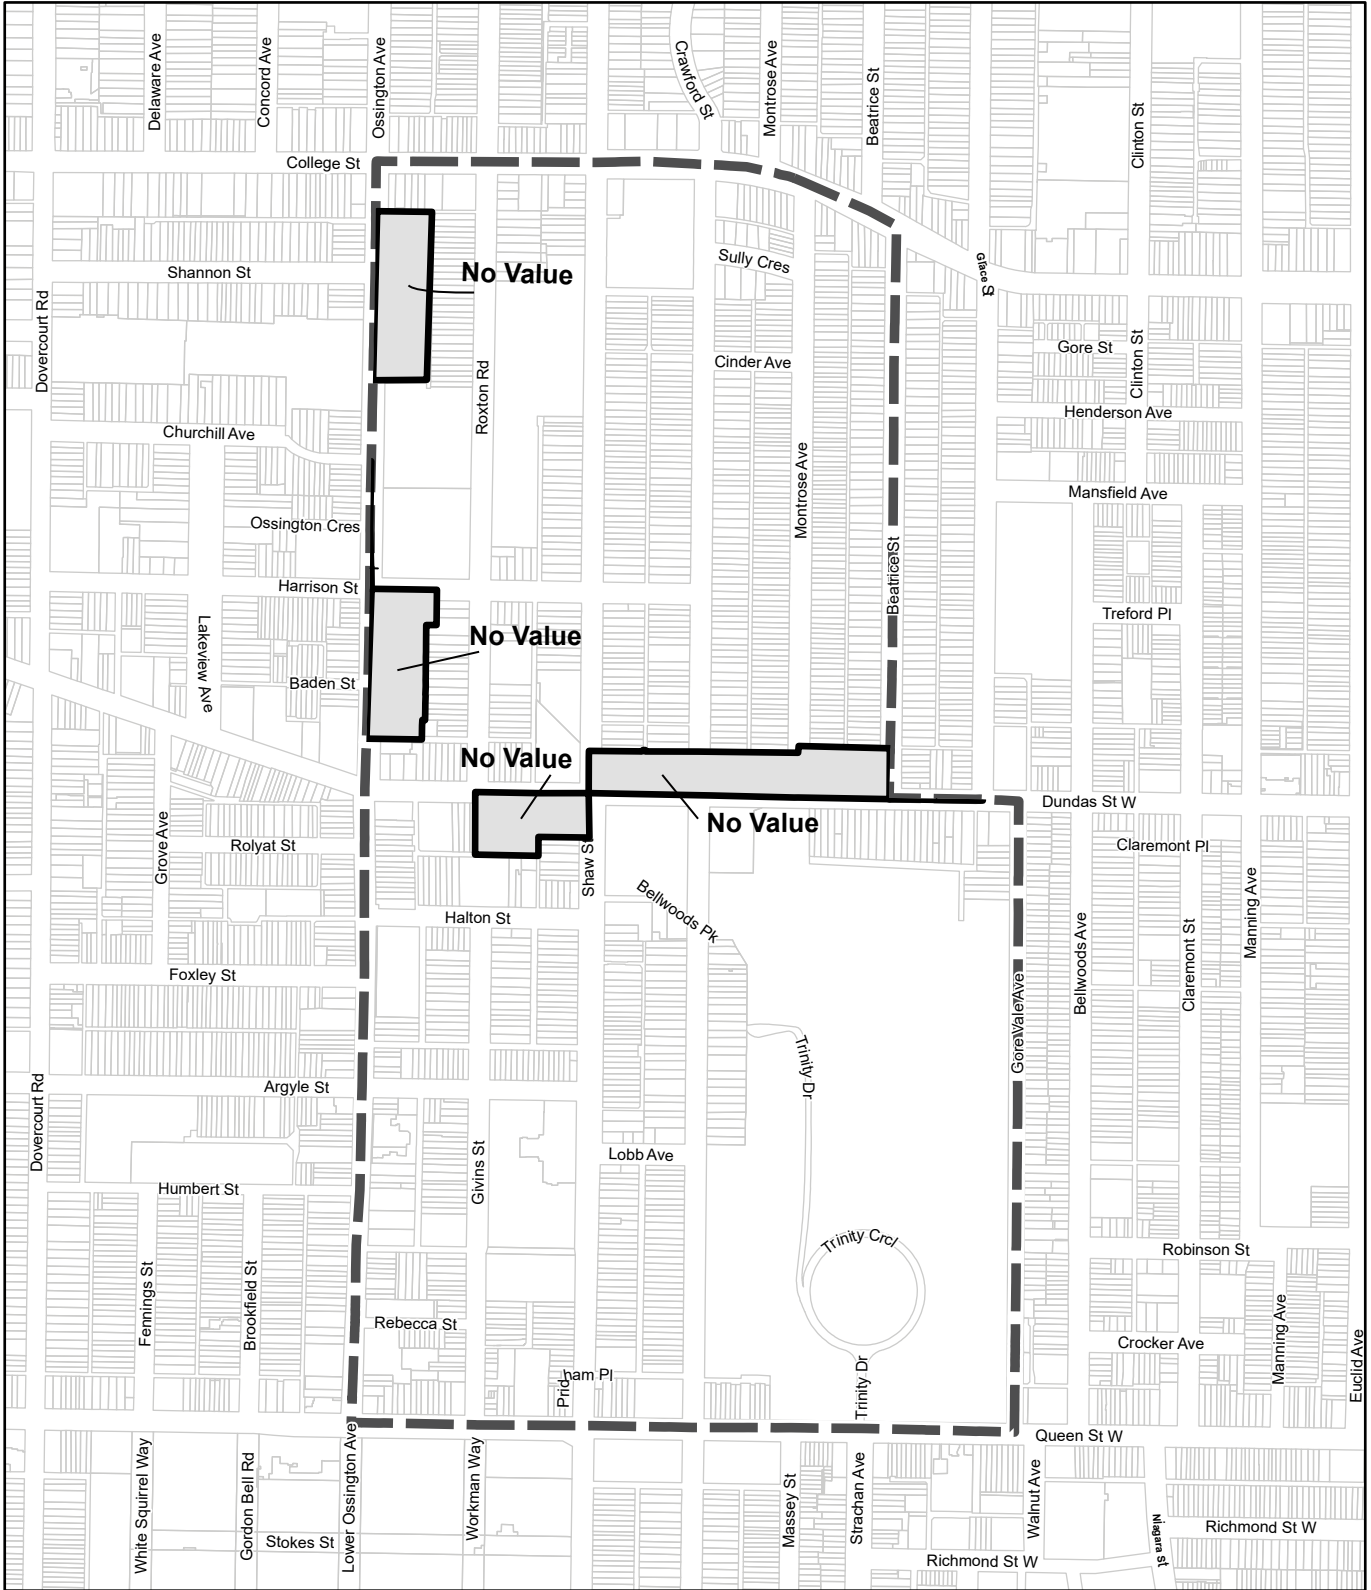 Delaware Ave
Concord Ave
Ossington Ave
Crawford St
Montrose Ave
Beatrice St
Clinton St
College St
Shannon St
No Value
Sully Cres
Grace St
Dovercourt Rd
Roxton Rd
Cinder Ave
Gore St
Clinton St
Henderson Ave
Churchill Ave
Montrose Ave
Mansfield Ave
Ossington Cres
Harrison St
Beatrice St
Treford Pl
Lakeview Ave
No Value
Baden St
No Value
No Value
Dundas St W
Grove Ave
Rolyat St
Shaw St
Claremont Pl
Bellwoods Pk
Halton St
Bellwoods Ave
Claremont St
Manning Ave
Foxley St
Gore Vale Ave
Trinity Dr
Argyle St
Dovercourt Rd
Givins St
Lobb Ave
Humbert St
Trinity Crcl
Robinson St
Fennings St
Brookfield St
Rebecca St
Crocker Ave
Manning Ave
Euclid Ave
Pridham Pl
Trinity Dr
Queen St W
White Squirrel Way
Gordon Bell Rd
Lower Ossington Ave
Workman Way
Massey St
Strachan Ave
Walnut Ave
Niagara St
Richmond St W
Stokes St
Richmond St W